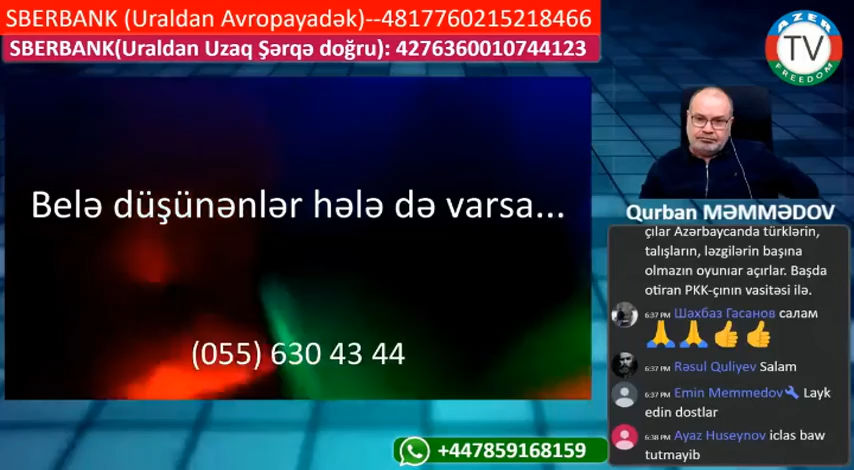 SBERBANK (Uraldan Avropayadək)--4817760215218466
SBERBANK(Uraldan Uzaq Şərqə doğru): 4276360010744123
AZER
TV
FREEDOM
Belə düşünənlər hələ də varsa...
(055) 630 43 44
Qurban MƏMMƏDOV
çılar Azərbaycanda türklərin,
talışların, ləzgilərin başına
olmazın oyunıar açırlar. Başda
otiran PKK-çının vasitəsi ilə.
6:37 PM Шахбаз Гасанов салам
6:37 PM Rəsul Quliyev Salam
6:37 PM Emin Memmedov Layk
edin dostlar
6:38 PM Ayaz Huseynov iclas baw
tutmayib
+447859168159